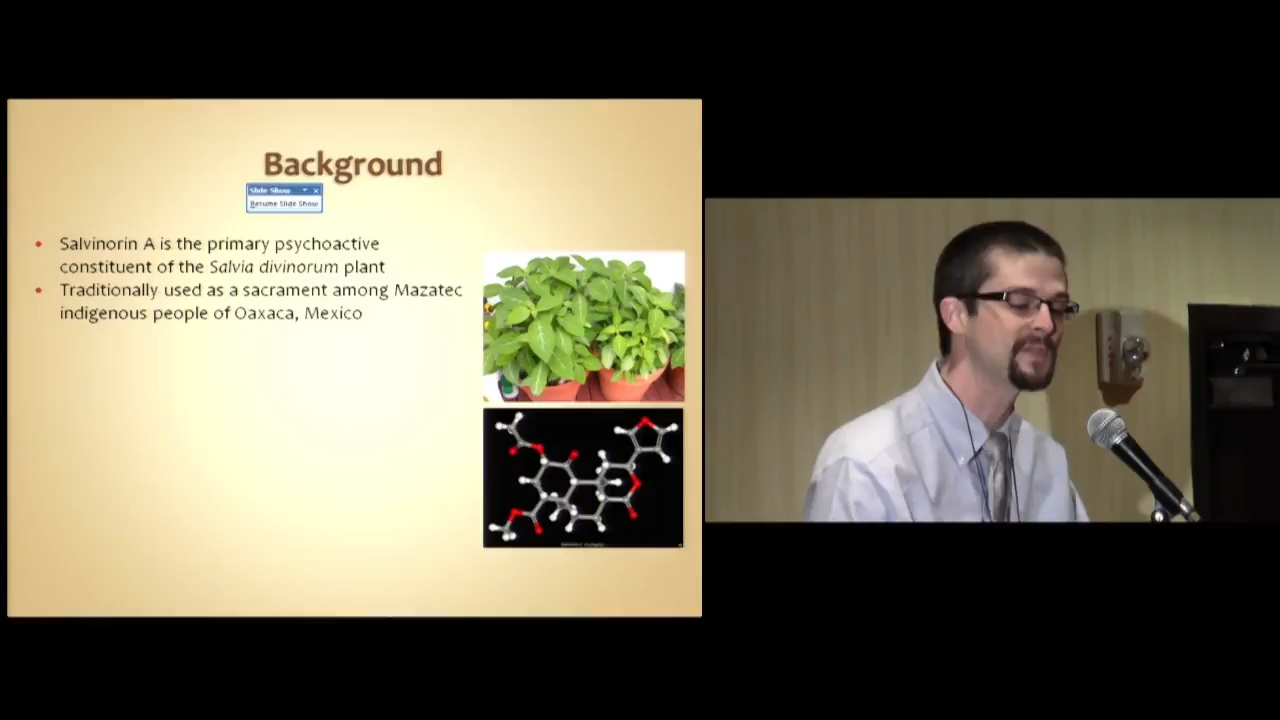 Background
Slide Show
Resume Slide Show
• Salvinorin A is the primary psychoactive
constituent of the Salvia divinorum plant
• Traditionally used as a sacrament among Mazatec
indigenous people of Oaxaca, Mexico